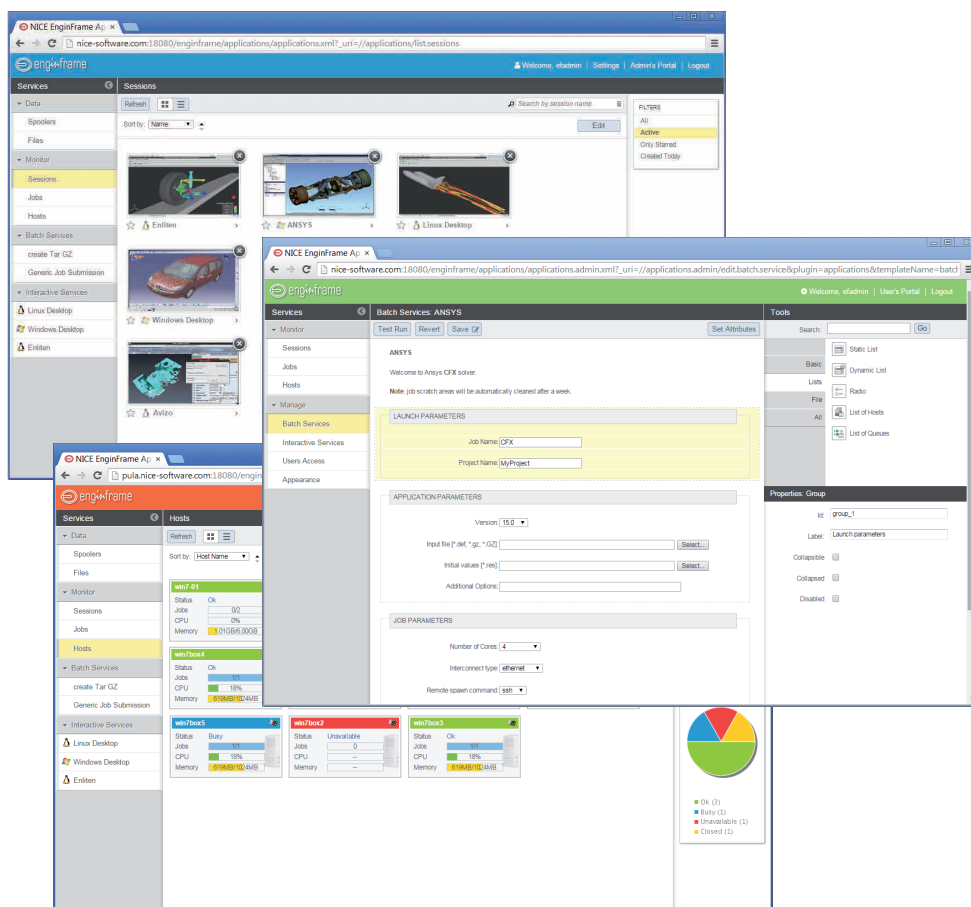 NICE EnginFrame Ap ×
nice-software.com:18080/enginframe/applications/applications.xml?_uri=//applications/list.sessions
enginframe
Welcome, efadmin | Settings | Admin's Portal | Logout
Services
Sessions
Data
Spoolers
Files
Monitor
Sessions
Jobs
Hosts
Batch Services
create Tar GZ
Generic Job Submission
Interactive Services
Linux Desktop
Windows Desktop
Enliten
Refresh
Search by session name
Sort by: Name
Edit
FILTERS
All
Active
Only Starred
Created Today
Enliten
ANSYS
Linux Desktop
Windows Desktop
Avizo
NICE EnginFrame Ap ×
nice-software.com:18080/enginframe/applications/applications.admin.xml?_uri=//applications.admin/edit.batch.service&plugin=applications&templateName=batch
enginframe
Welcome, efadmin | User's Portal | Logout
Services
Batch Services: ANSYS
Tools
Monitor
Sessions
Jobs
Hosts
Manage
Batch Services
Interactive Services
Users Access
Appearance
Test Run
Revert
Save
Set Attributes
ANSYS
Welcome to Ansys CFX solver.
Note: job scratch areas will be automatically cleared after a week.
LAUNCH PARAMETERS
Job Name: CFX
Project Name: MyProject
APPLICATION PARAMETERS
Version: 15.0
Input file [*.def, *.gz, *.GZ]: Select...
Initial values [*.res]: Select...
Additional Options:
JOB PARAMETERS
Number of Cores: 4
Interconnect type: ethernet
Remote spawn command: ssh
Search: Go
Basic
Lists
File
All
Static List
Dynamic List
Radio
List of Hosts
List of Queues
Properties: Group
Id: group_1
Label: Launch parameters
Collapsible
Collapsed
Disabled
NICE EnginFrame Ap ×
pula.nice-software.com:18080/engin
enginframe
Services
Hosts
Data
Spoolers
Files
Monitor
Sessions
Jobs
Hosts
Batch Services
create Tar GZ
Generic Job Submission
Interactive Services
Linux Desktop
Windows Desktop
Enliten
Refresh
Sort by: Host Name
win7-01
Status Ok
Jobs 0/2
CPU 0%
Memory 1.01GB/6.00GB
win7box4
Status Ok
Jobs 1/1
CPU 18%
Memory 619MB/1024MB
win7box5
Status Busy
Jobs 1/1
CPU 18%
Memory 619MB/1024MB
win7box2
Status Unavailable
Jobs 0
CPU --
Memory --
win7box3
Status Ok
Jobs 1/1
CPU 18%
Memory 619MB/1024MB
Ok (3)
Busy (1)
Unavailable (1)
Closed (1)